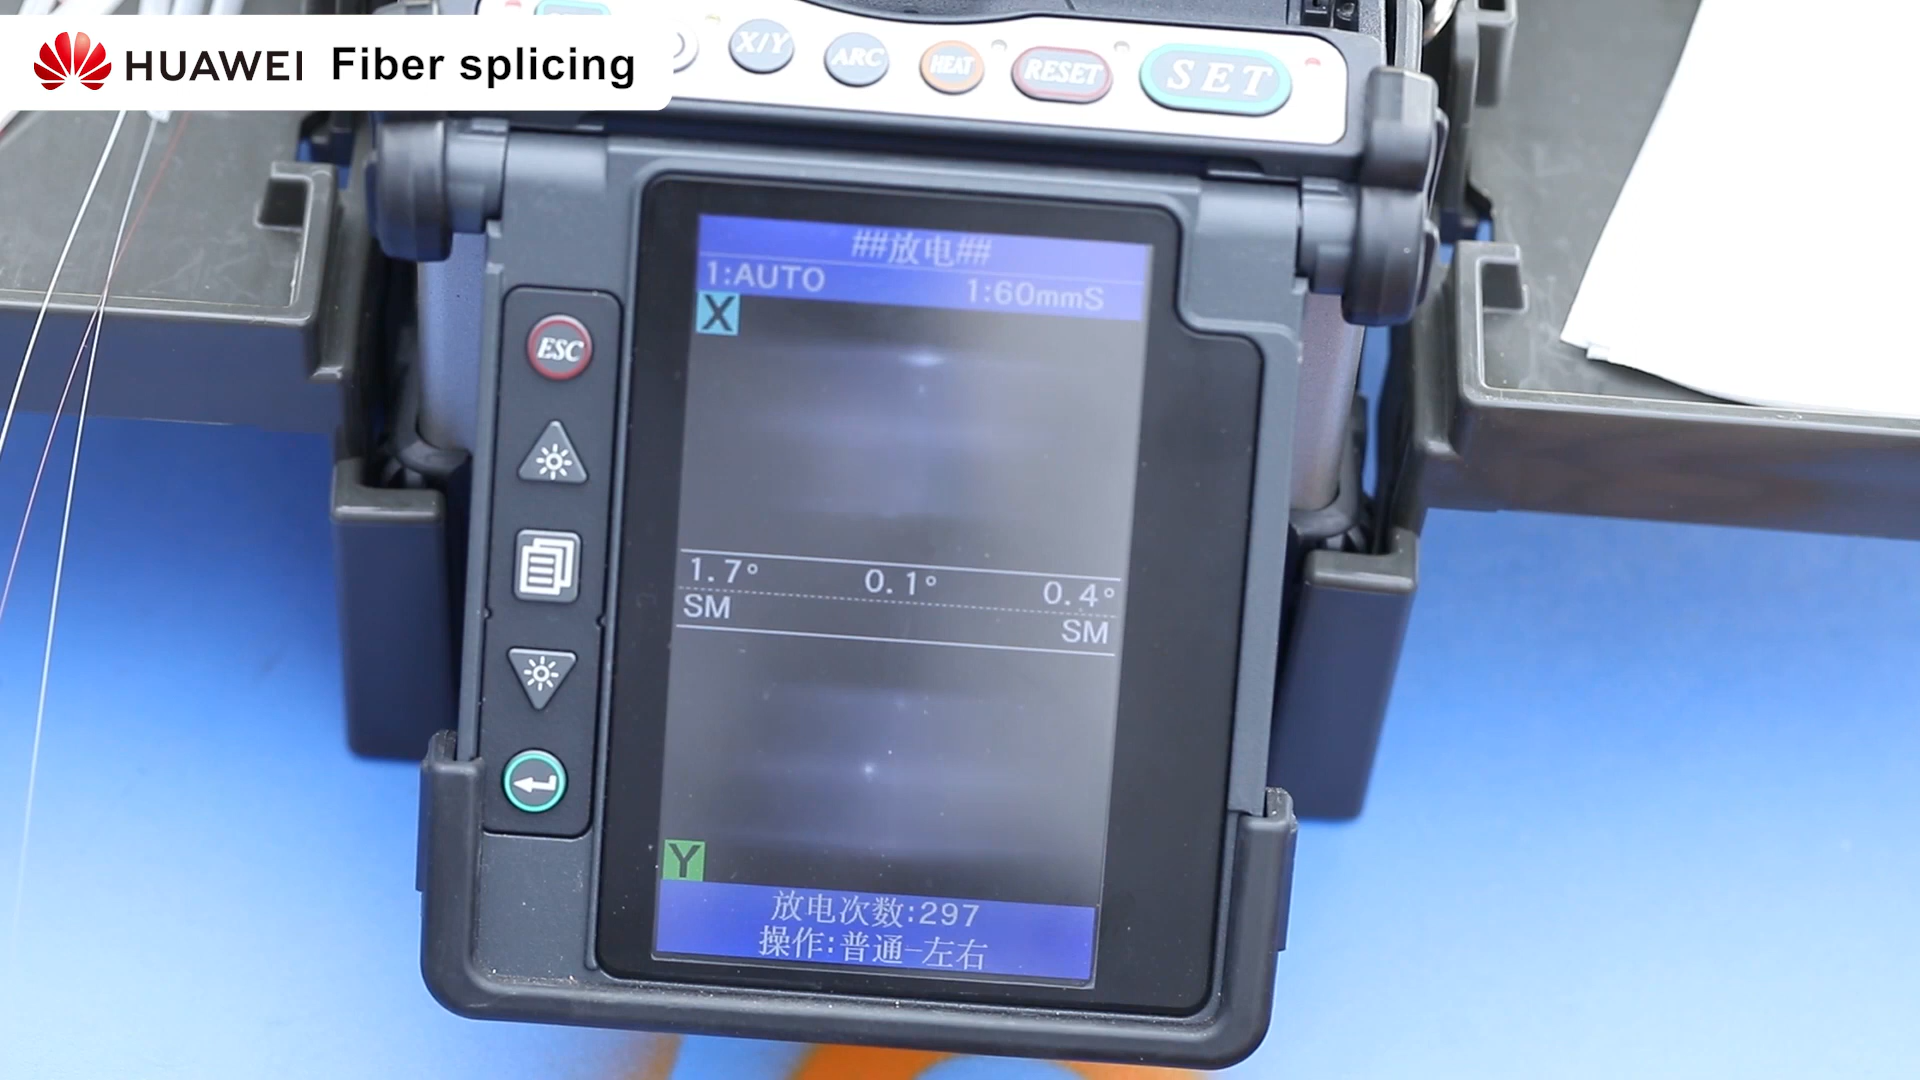 HUAWEI Fiber splicing
X/Y ARC HEAT RESET SET
##放电##
1:AUTO 1:60mmS
X
ESC
1.7° 0.1° 0.4°
SM
SM
Y
放电次数:297
操作:普通-左右